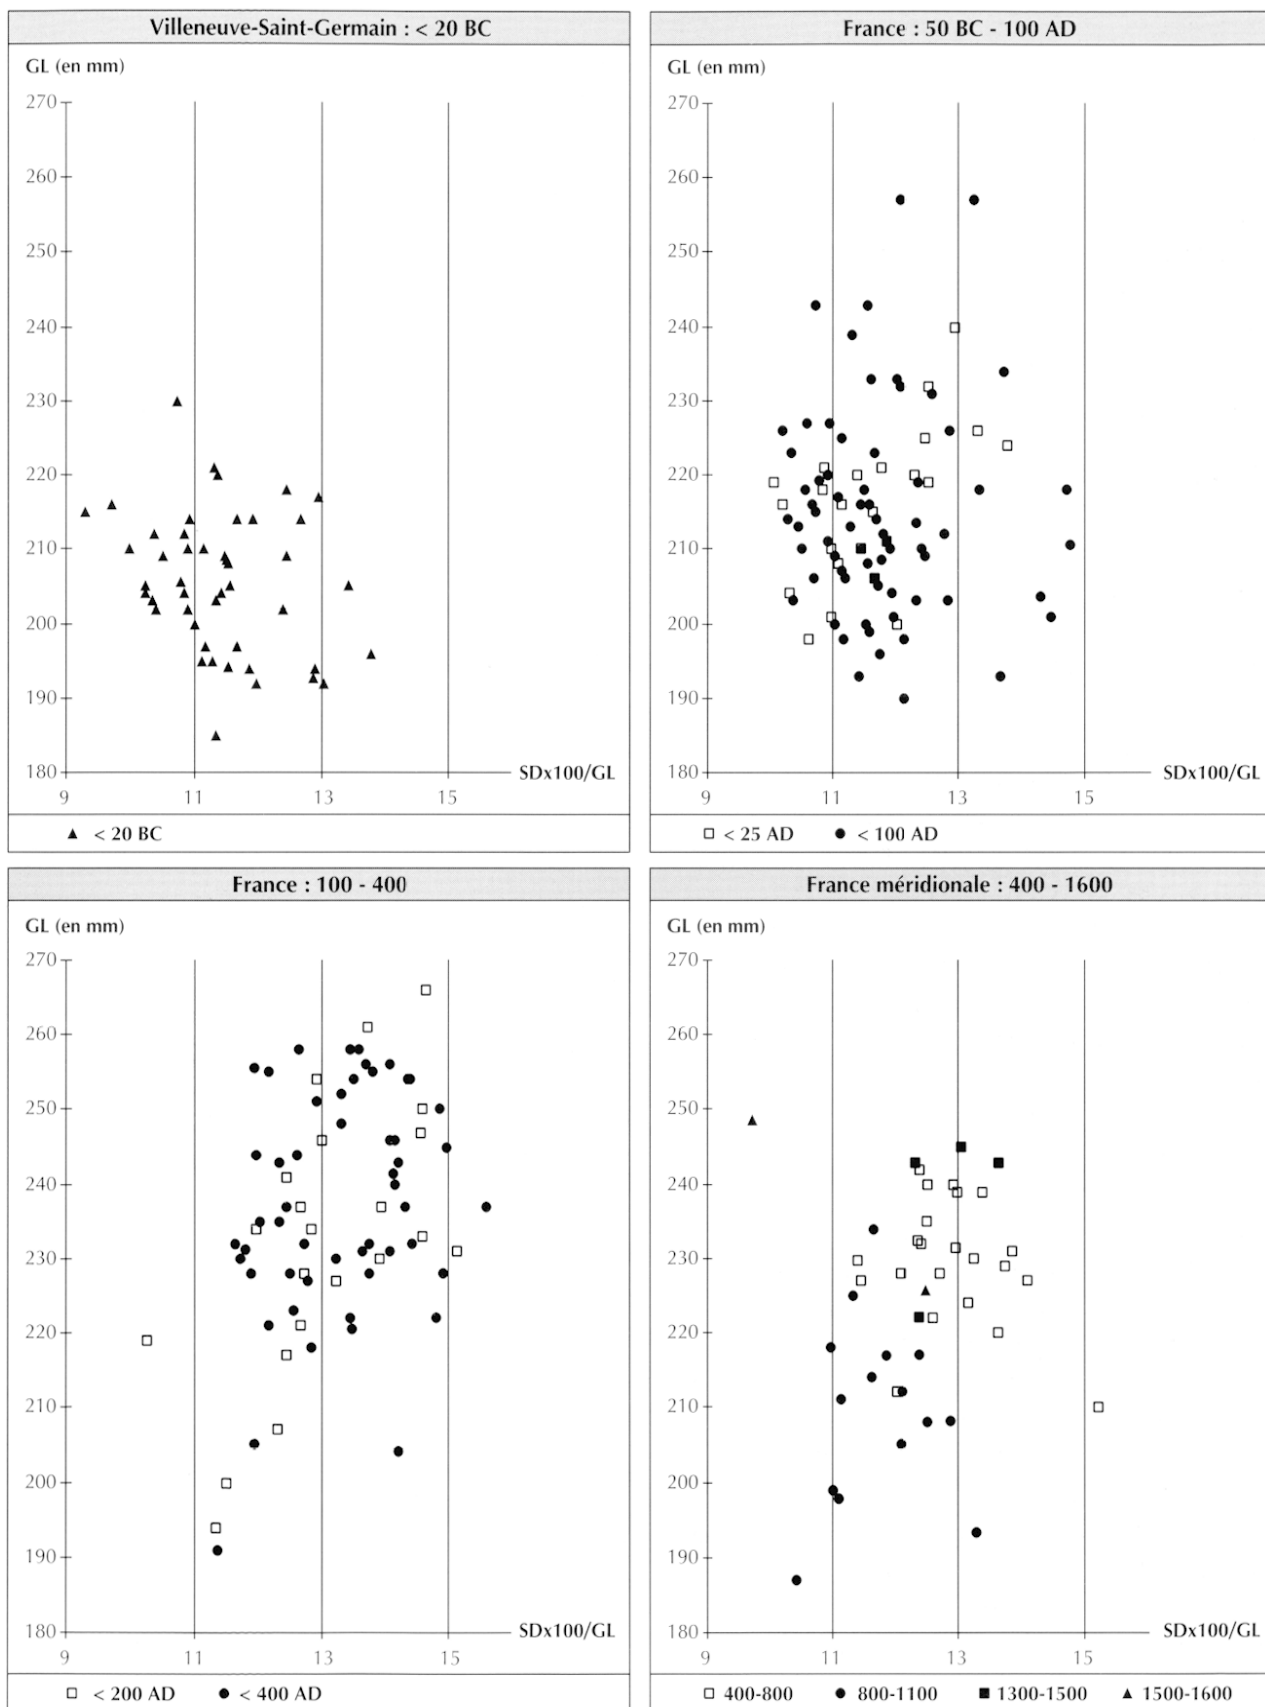 Villeneuve-Saint-Germain : < 20 BC
GL (en mm)
270
260
250
240
230
220
210
200
190
180
SDx100/GL
9 11 13 15
▲ < 20 BC
France : 50 BC - 100 AD
GL (en mm)
270
260
250
240
230
220
210
200
190
180
SDx100/GL
9 11 13 15
□ < 25 AD ● < 100 AD
France : 100 - 400
GL (en mm)
270
260
250
240
230
220
210
200
190
180
SDx100/GL
9 11 13 15
□ < 200 AD ● < 400 AD
France méridionale : 400 - 1600
GL (en mm)
270
260
250
240
230
220
210
200
190
180
SDx100/GL
9 11 13 15
□ 400-800 ● 800-1100 ■ 1300-1500 ▲ 1500-1600